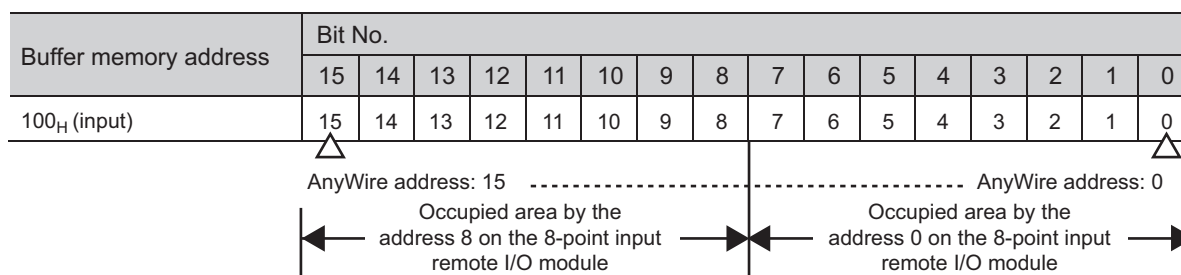 Buffer memory address
Bit No.
15 14 13 12 11 10 9 8 7 6 5 4 3 2 1 0
100H (input) 15 14 13 12 11 10 9 8 7 6 5 4 3 2 1 0
AnyWire address: 15 AnyWire address: 0
Occupied area by the
address 8 on the 8-point input
remote I/O module
Occupied area by the
address 0 on the 8-point input
remote I/O module